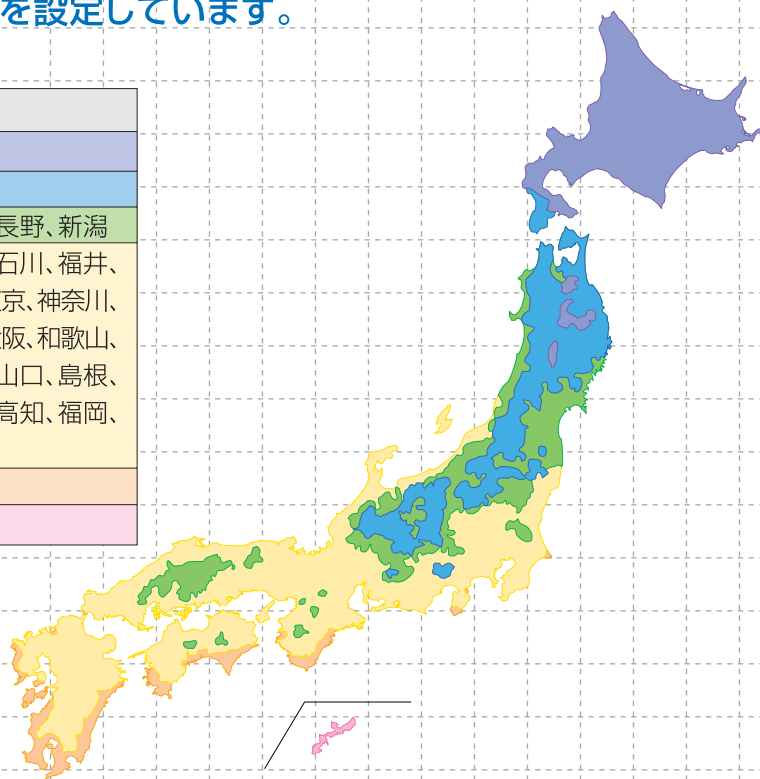 を設定しています。
長野、新潟
石川、福井、
京、神奈川、
阪、和歌山、
山口、島根、
高知、福岡、